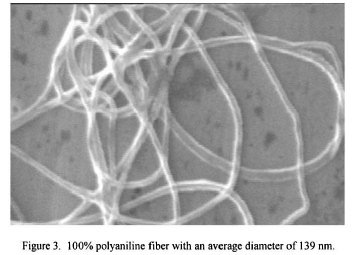 Figure 3.  100% polyaniline fiber with an average diameter of 139 nm.